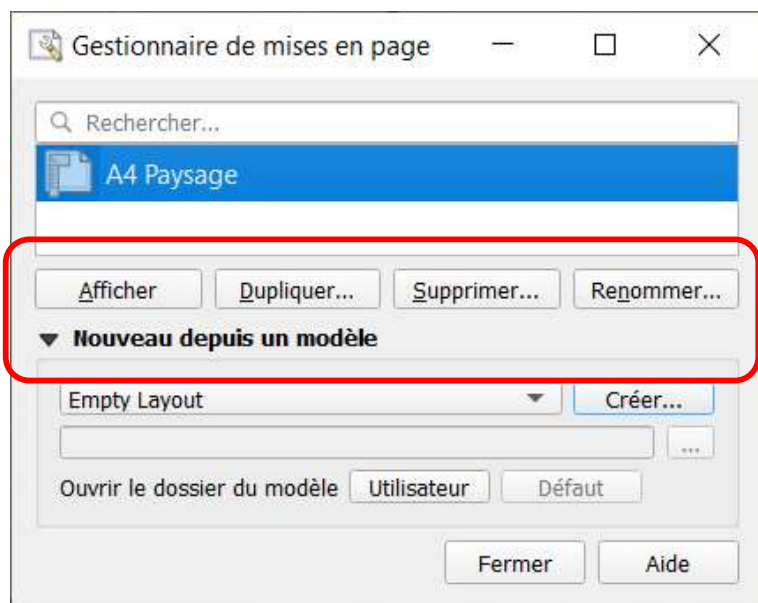 Gestionnaire de mises en page
Rechercher...
A4 Paysage
Afficher Dupliquer... Supprimer... Renommer...
Nouveau depuis un modèle
Empty Layout Créer...
...
Ouvrir le dossier du modèle Utilisateur Défaut
Fermer Aide